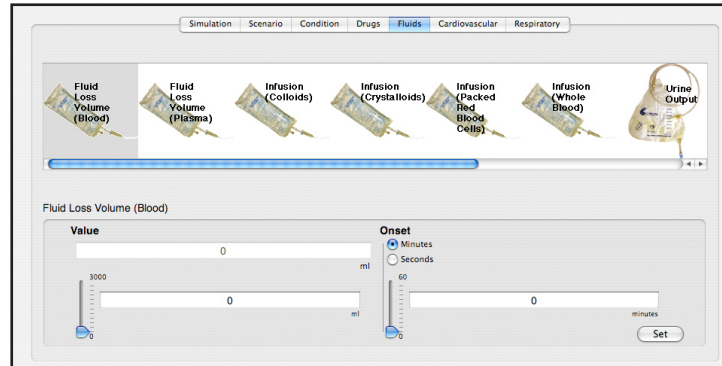 Simulation Scenario Condition Drugs Fluids Cardiovascular Respiratory
Fluid Loss Volume (Blood)
Fluid Loss Volume (Plasma)
Infusion (Colloids)
Infusion (Crystalloids)
Infusion (Packed Red Blood Cells)
Infusion (Whole Blood)
Urine Output
Fluid Loss Volume (Blood)
Value
0
ml
3000
0
ml
0
Onset
Minutes
Seconds
60
0
minutes
0
Set